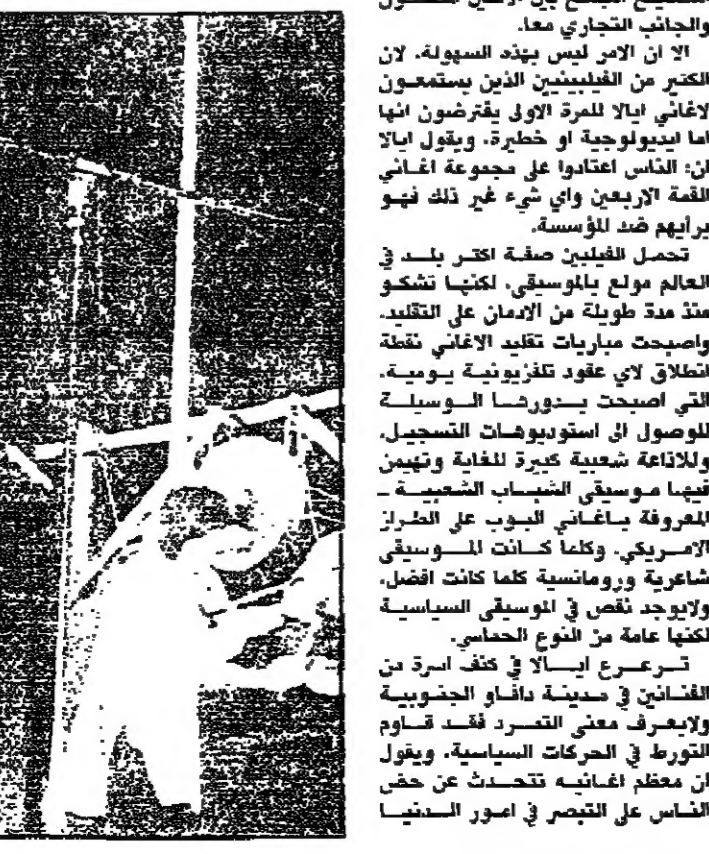 والجانب التجاري معا.
الا ان الامر ليس بهذه السهولة، لان
الكثير من الفيليبنيين الذين يستمعون
لاغاني ايالا للمرة الاولى يفترضون انها
اما ايديولوجية او خطيرة. ويقول ايالا
ان: الناس اعتادوا على مجموعة اغاني
القمة الاربعين واي شيء غير ذلك فهو
برأيهم ضد المؤسسة.
تحمل الفيلبين صفة اكثر بلد في
العالم مولع بالموسيقى، لكنها تشكو
منذ مدة طويلة من الادمان على التقليد.
واصبحت مباريات تقليد الاغاني نقطة
انطلاق لاي عقود تلفزيونية يومية،
التي اصبحت بدورها الوسيلة
للوصول الى استوديوهات التسجيل،
وللاذاعة شعبية كبيرة للغاية وتهيمن
فيها موسيقى الشباب الشعبية -
المعروفة باغاني البوب على الطراز
الامريكي. وكلما كانت الموسيقى
شاعرية ورومانسية كلما كانت افضل،
ولايوجد نقص في الموسيقى السياسية
لكنها عامة من النوع الحماسي.
ترعرع ايالا في كنف اسرة من
الفنانين في مدينة دافاو الجنوبية
ولايعرف معنى التمرد فقد قاوم
التورط في الحركات السياسية، ويقول
ان معظم اغانيه تتحدث عن حض
الناس على التبصر في امور الدنيا